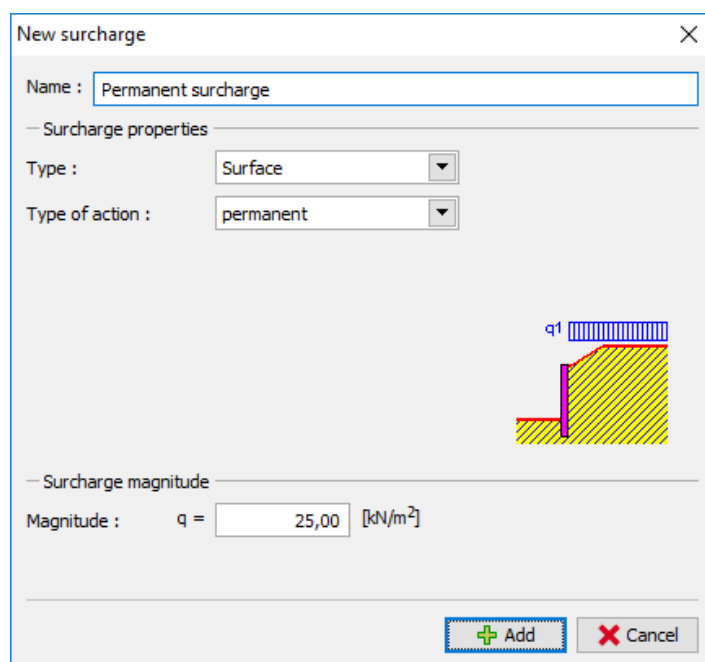 New surcharge
Name : Permanent surcharge
Surcharge properties
Type : Surface
Type of action : permanent
q1
Surcharge magnitude
Magnitude : q = 25,00 [kN/m²]
Add Cancel